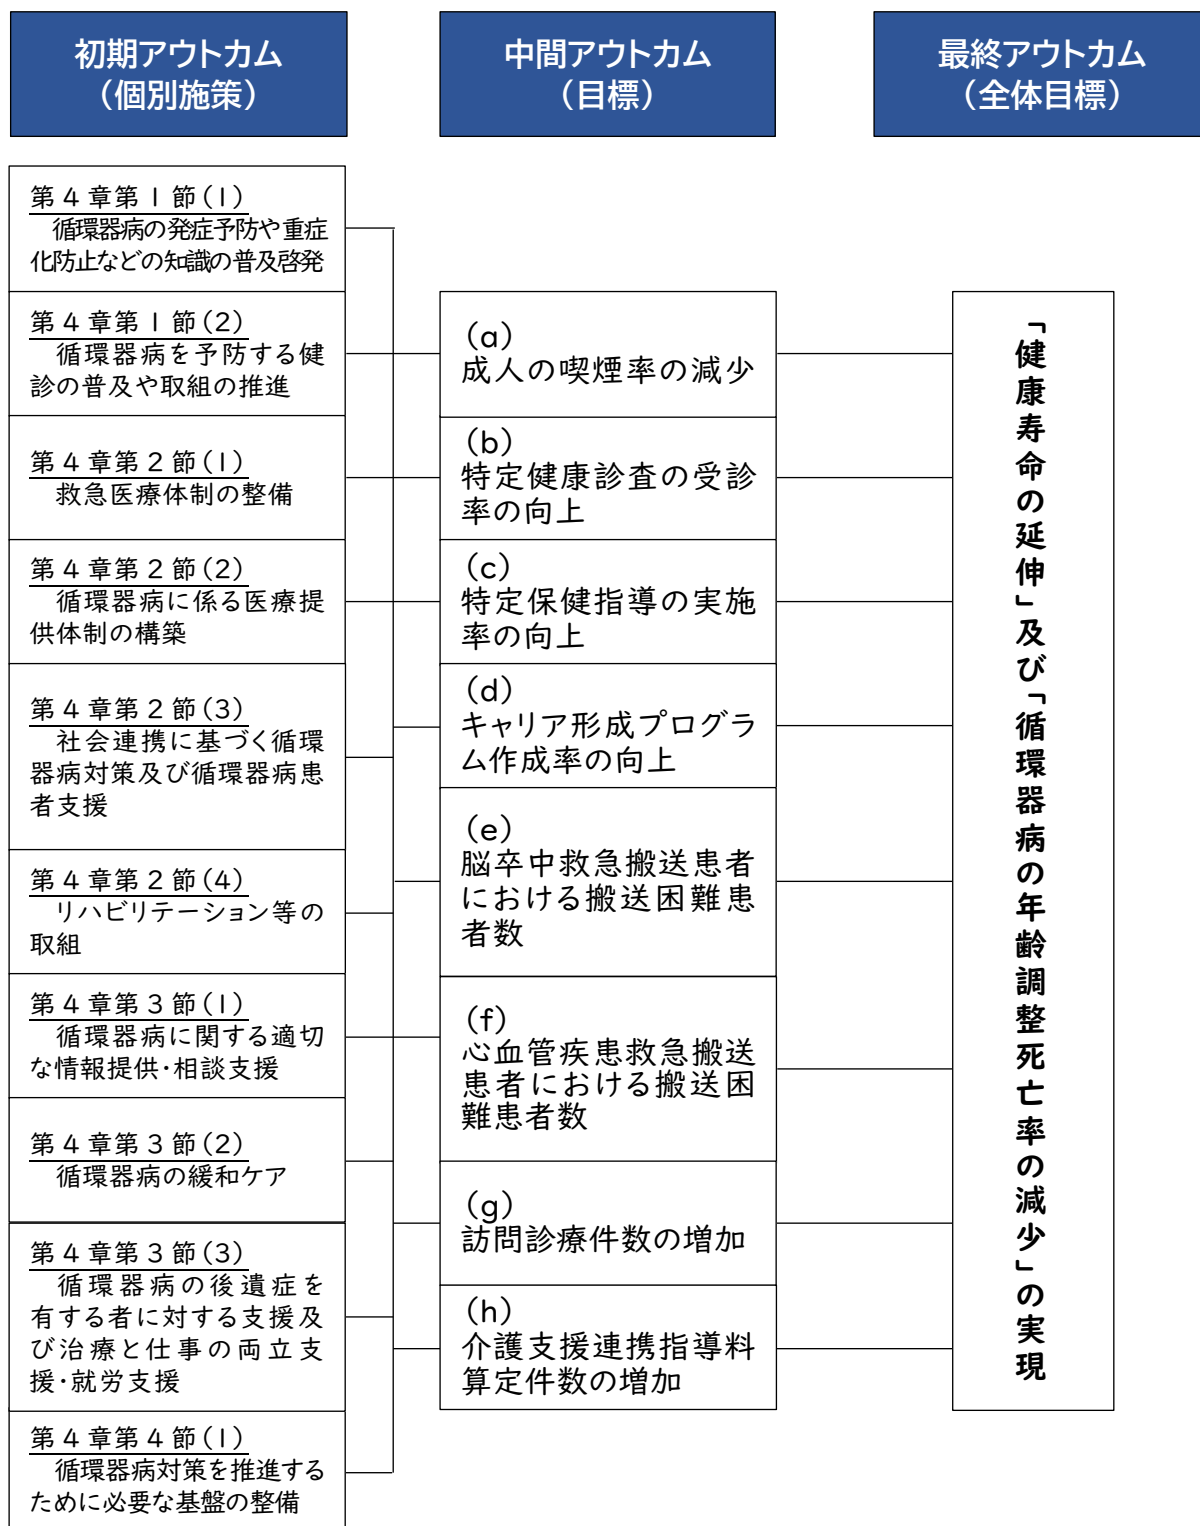 初期アウトカム
（個別施策）
中間アウトカム
（目標）
最終アウトカム
（全体目標）
第4章第1節(1)
循環器病の発症予防や重症
化防止などの知識の普及啓発
第4章第1節(2)
循環器病を予防する健
診の普及や取組の推進
第4章第2節(1)
救急医療体制の整備
第4章第2節(2)
循環器病に係る医療提
供体制の構築
第4章第2節(3)
社会連携に基づく循環
器病対策及び循環器病患
者支援
第4章第2節(4)
リハビリテーション等の
取組
第4章第3節(1)
循環器病に関する適切
な情報提供・相談支援
第4章第3節(2)
循環器病の緩和ケア
第4章第3節(3)
循環器病の後遺症を
有する者に対する支援及
び治療と仕事の両立支
援・就労支援
第4章第4節(1)
循環器病対策を推進する
ために必要な基盤の整備
(a)
成人の喫煙率の減少
(b)
特定健康診査の受診
率の向上
(c)
特定保健指導の実施
率の向上
(d)
キャリア形成プログラ
ム作成率の向上
(e)
脳卒中救急搬送患者
における搬送困難患
者数
(f)
心血管疾患救急搬送
患者における搬送困
難患者数
(g)
訪問診療件数の増加
(h)
介護支援連携指導料
算定件数の増加
「健康寿命の延伸」及び「循環器病の年齢調整死亡率の減少」の実現